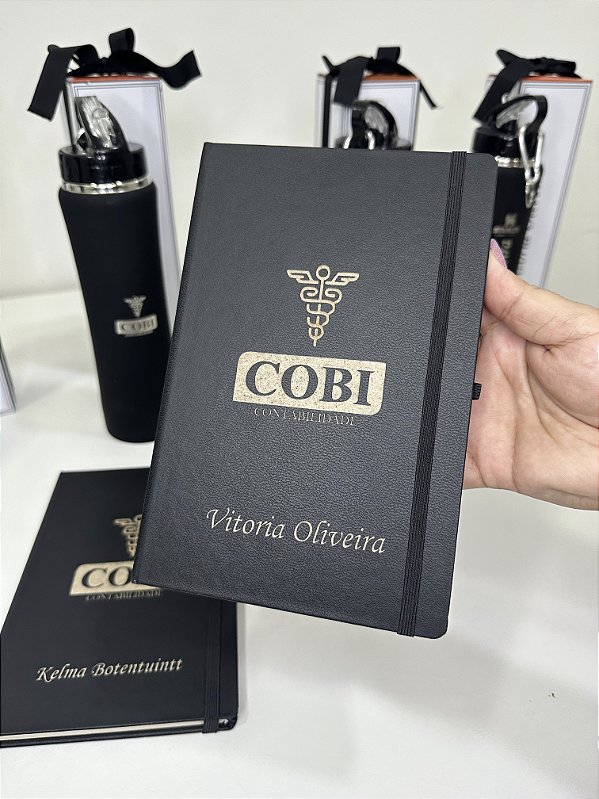 COBI
COBI
CONTABILIDADE
Vitoria Oliveira
COBI
CONTABILIDADE
Kelma Botentuintt